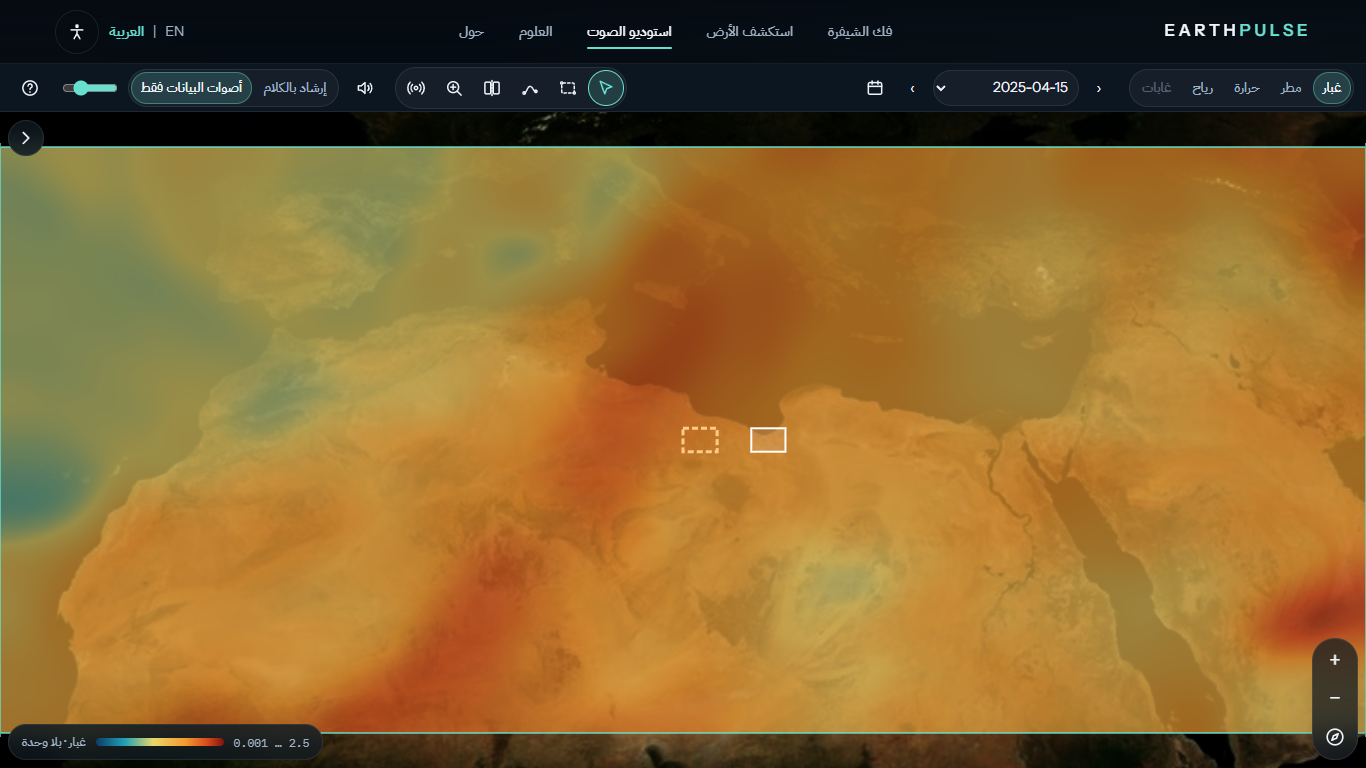 EARTHPULSE
فك الشيفرة
استكشف الأرض
استوديو الصوت
العلوم
حول
العربية | EN
غبار
مطر
حرارة
رياح
غابات
2025-04-15
إرشاد بالكلام
أصوات البيانات فقط
غبار · بلا وحدة
0.001 … 2.5